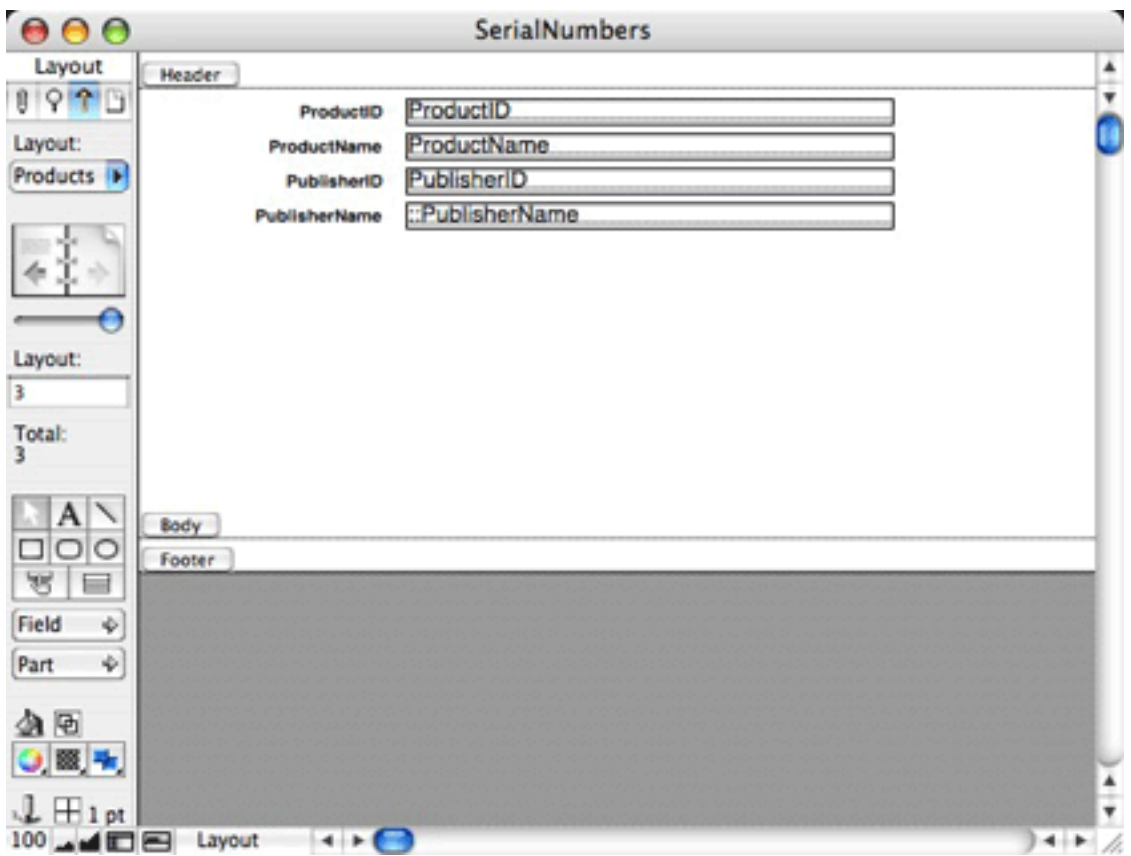 SerialNumbers
Layout
Header
ProductID ProductID
Layout:
ProductName ProductName
Products
PublisherID PublisherID
PublisherName ::PublisherName
Layout:
3
Total:
3
A
Body
Footer
Field
Part
1 pt
100 Layout